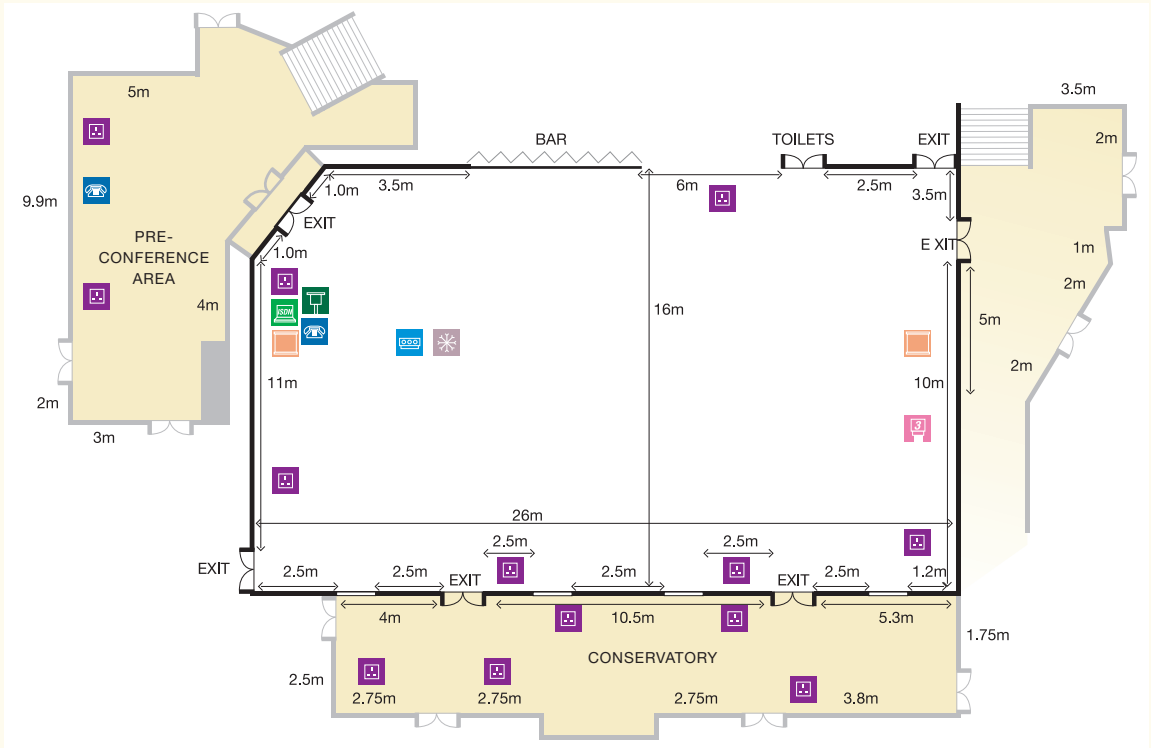 3.5m
5m
BAR
TOILETS
EXIT
2m
9.9m
1.0m
3.5m
6m
2.5m
3.5m
EXIT
PRE-
CONFERENCE
AREA
E XIT
1m
1.0m
2m
4m
ISDN
16m
5m
2m
11m
10m
2m
3m
3
26m
2.5m
2.5m
EXIT
2.5m
2.5m
EXIT
2.5m
EXIT
2.5m
1.2m
4m
10.5m
5.3m
1.75m
CONSERVATORY
2.5m
2.75m
2.75m
2.75m
3.8m